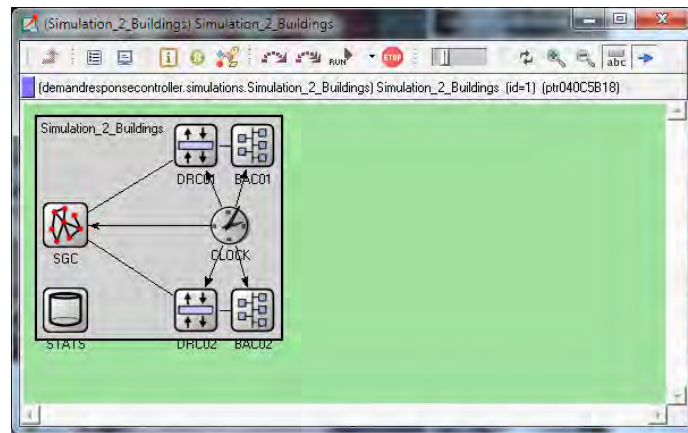 (Simulation_2_Buildings) Simulation_2_Buildings
RUN STOP abc
(demandresponsecontroller.simulations.Simulation_2_Buildings) Simulation_2_Buildings (id=1) (ptr040C5B18)
Simulation_2_Buildings
DRC01 BAC01
SGC CLOCK
STATS DRC02 BAC02